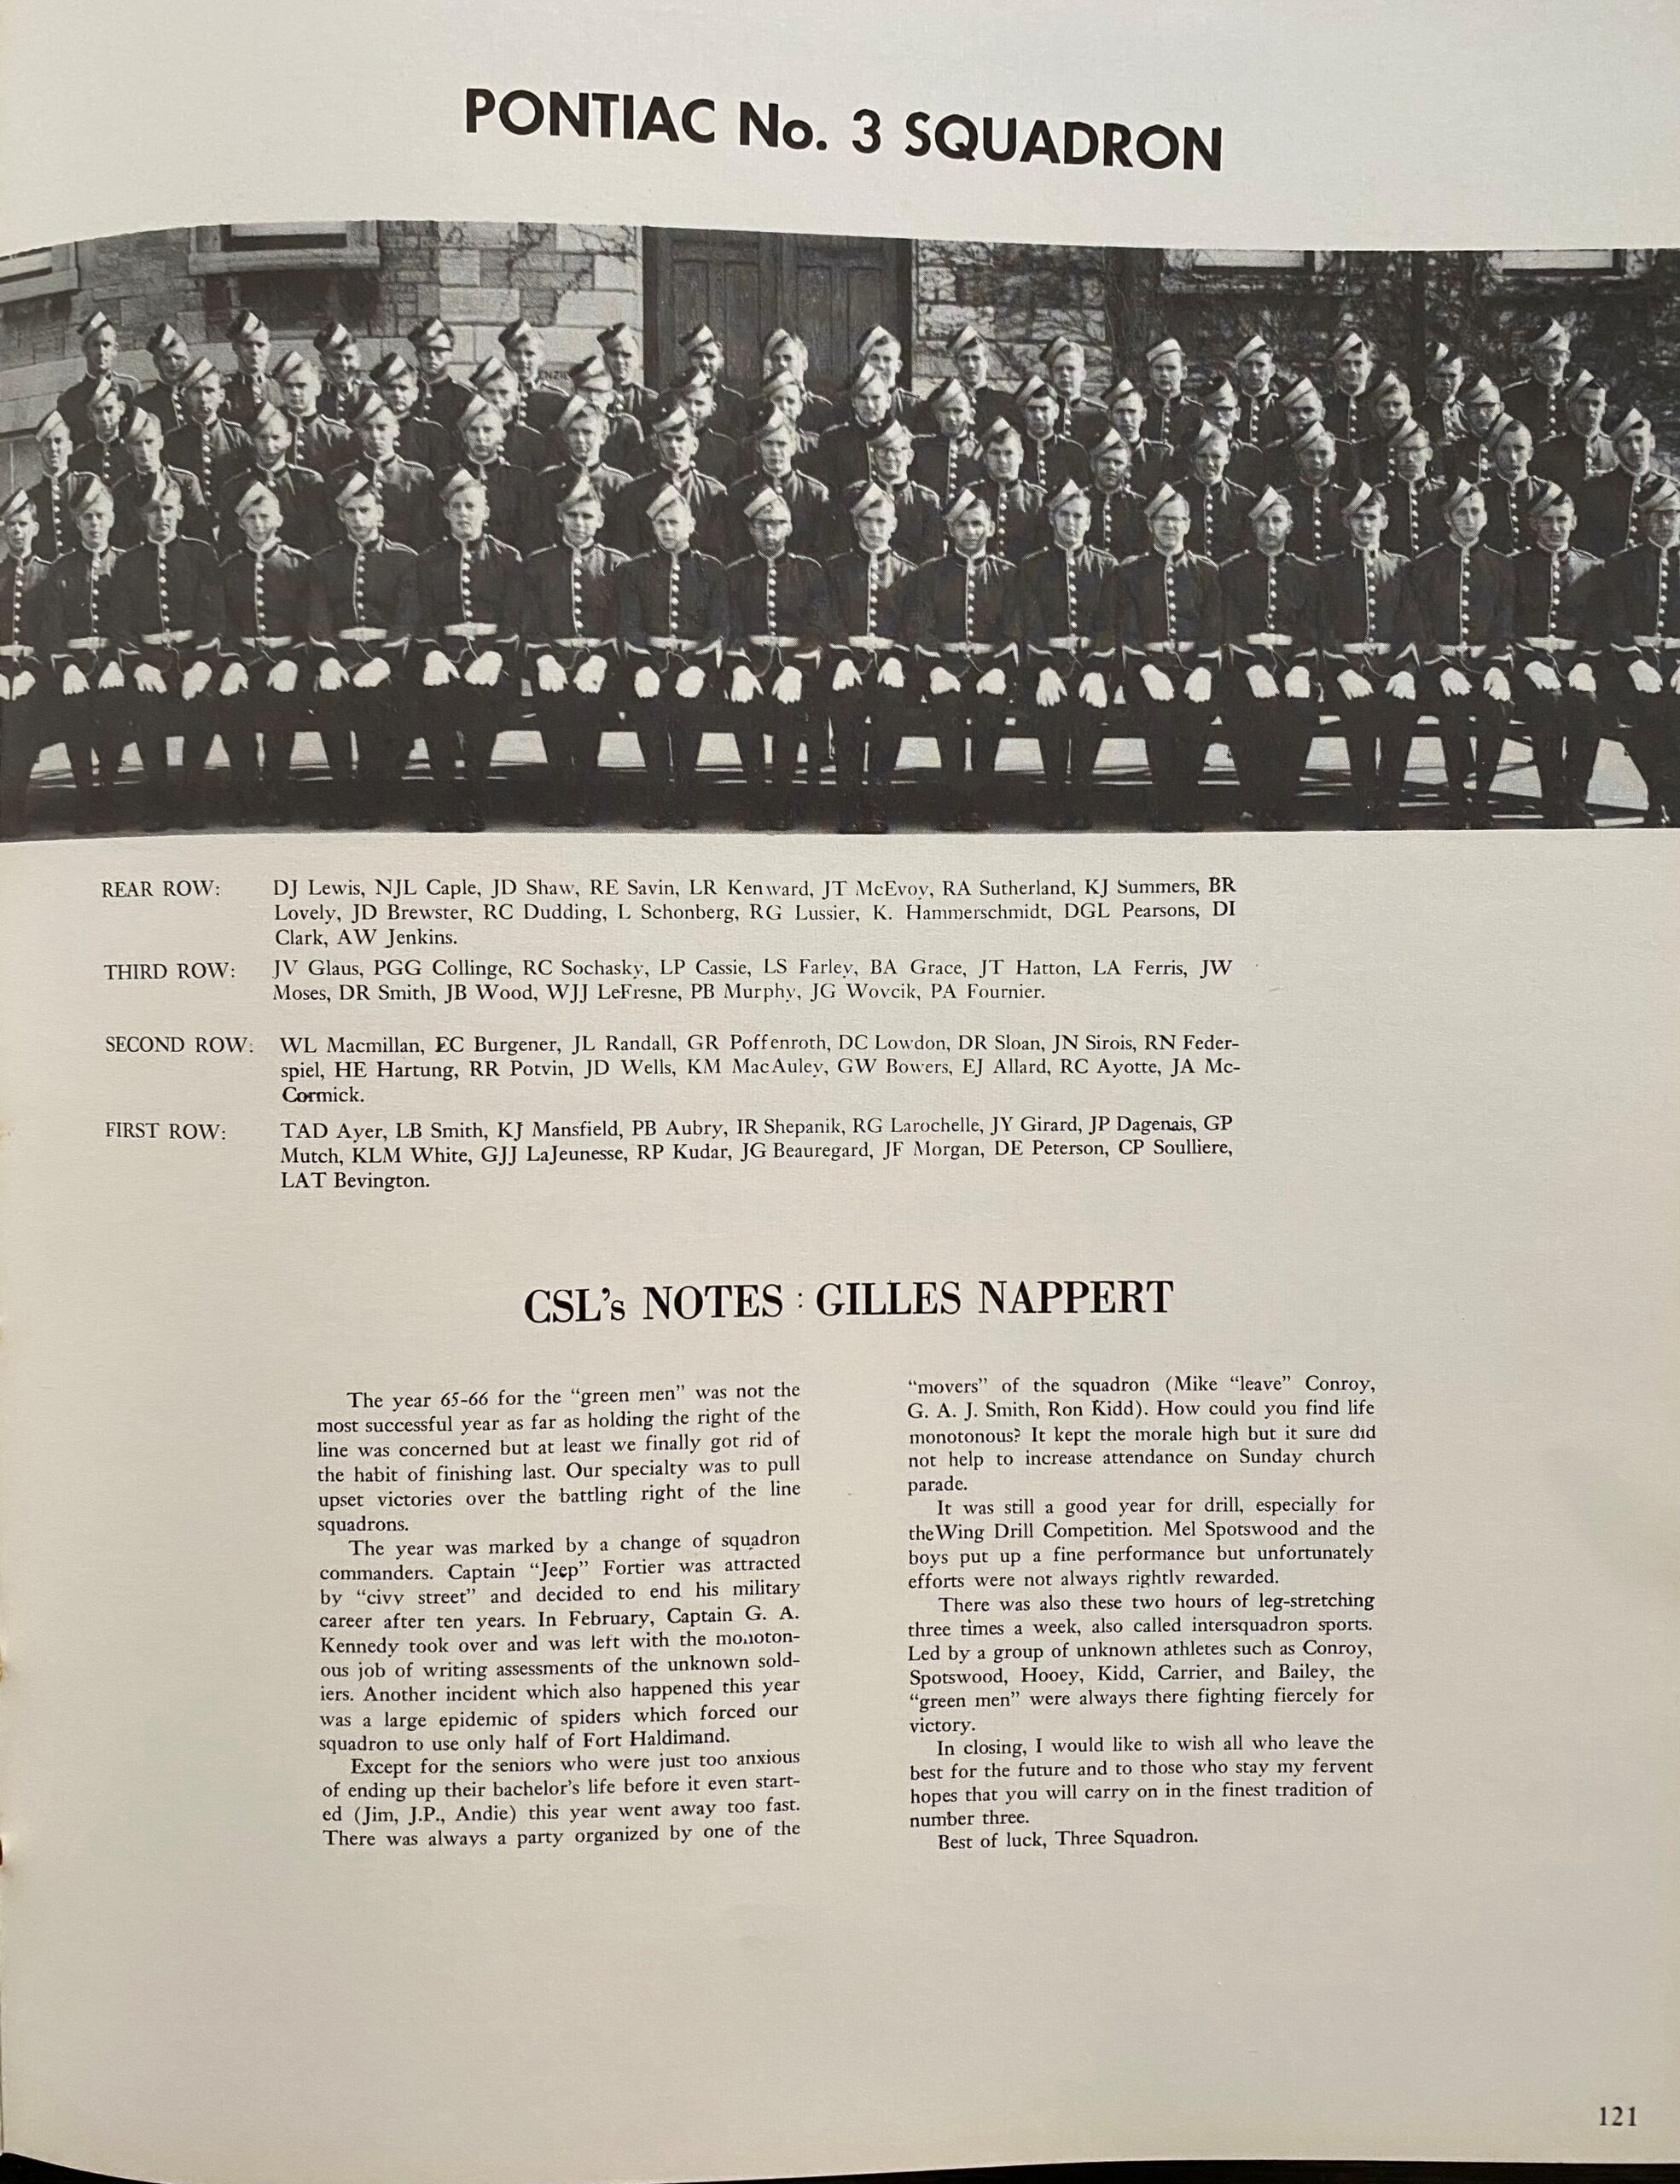 PONTIAC No. 3 SQUADRON
REAR ROW: DJ Lewis, NJL Caple, JD Shaw, RE Savin, LR Kenward, JT McEvoy, RA Sutherland, KJ Summers, BR
Lovely, JD Brewster, RC Dudding, L Schonberg, RG Lussier, K. Hammerschmidt, DGL Pearsons, DI
Clark, AW Jenkins.
THIRD ROW: JV Glaus, PGG Collinge, RC Sochasky, LP Cassie, LS Farley, BA Grace, JT Hatton, LA Ferris, JW
Moses, DR Smith, JB Wood, WJJ LeFresne, PB Murphy, JG Wovcik, PA Fournier.
SECOND ROW: WL Macmillan, EC Burgener, JL Randall, GR Poffenroth, DC Lowdon, DR Sloan, JN Sirois, RN Feder-
spiel, HE Hartung, RR Potvin, JD Wells, KM MacAuley, GW Bowers, EJ Allard, RC Ayotte, JA Mc-
Cormick.
FIRST ROW: TAD Ayer, LB Smith, KJ Mansfield, PB Aubry, IR Shepanik, RG Larochelle, JY Girard, JP Dagenais, GP
Mutch, KLM White, GJJ LaJeunesse, RP Kudar, JG Beauregard, JF Morgan, DE Peterson, CP Soulliere,
LAT Bevington.
CSL's NOTES : GILLES NAPPERT
The year 65-66 for the "green men" was not the
most successful year as far as holding the right of the
line was concerned but at least we finally got rid of
the habit of finishing last. Our specialty was to pull
upset victories over the battling right of the line
squadrons.
The year was marked by a change of squadron
commanders. Captain "Jeep" Fortier was attracted
by "civy street" and decided to end his military
career after ten years. In February, Captain G. A.
Kennedy took over and was left with the monoton-
ous job of writing assessments of the unknown sold-
iers. Another incident which also happened this year
was a large epidemic of spiders which forced our
squadron to use only half of Fort Haldimand.
Except for the seniors who were just too anxious
of ending up their bachelor's life before it even start-
ed (Jim, J.P., Andie) this year went away too fast.
There was always a party organized by one of the
"movers" of the squadron (Mike "leave" Conroy,
G. A. J. Smith, Ron Kidd). How could you find life
monotonous? It kept the morale high but it sure did
not help to increase attendance on Sunday church
parade.
It was still a good year for drill, especially for
theWing Drill Competition. Mel Spotswood and the
boys put up a fine performance but unfortunately
efforts were not always rightly rewarded.
There was also these two hours of leg-stretching
three times a week, also called intersquadron sports.
Led by a group of unknown athletes such as Conroy,
Spotswood, Hooey, Kidd, Carrier, and Bailey, the
"green men" were always there fighting fiercely for
victory.
In closing, I would like to wish all who leave the
best for the future and to those who stay my fervent
hopes that you will carry on in the finest tradition of
number three.
Best of luck, Three Squadron.
121